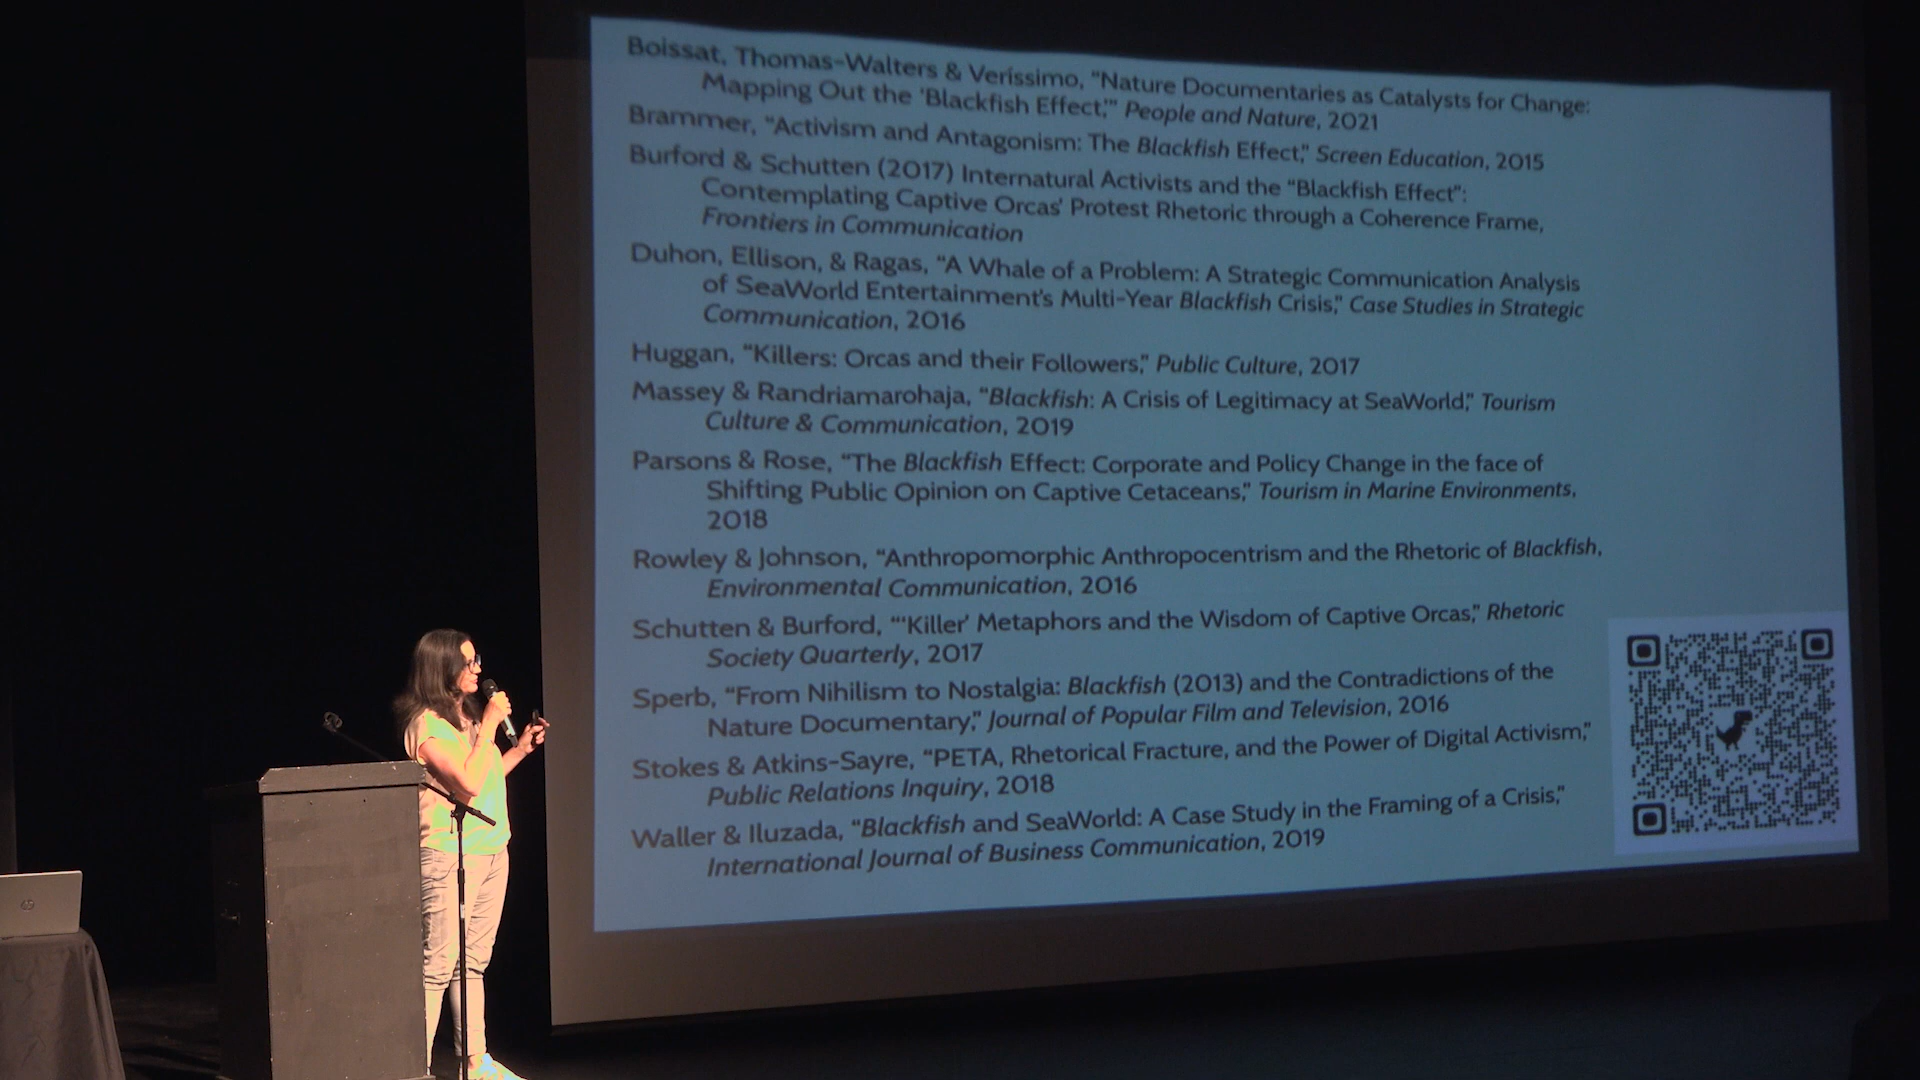 Boissat, Thomas-Walters & Veríssimo, “Nature Documentaries as Catalysts for Change:
Mapping Out the ‘Blackfish Effect,’” People and Nature, 2021
Brammer, “Activism and Antagonism: The Blackfish Effect,” Screen Education, 2015
Burford & Schutten (2017) Internatural Activists and the “Blackfish Effect”:
Contemplating Captive Orcas’ Protest Rhetoric through a Coherence Frame,
Frontiers in Communication
Duhon, Ellison, & Ragas, “A Whale of a Problem: A Strategic Communication Analysis
of SeaWorld Entertainment’s Multi-Year Blackfish Crisis,” Case Studies in Strategic
Communication, 2016
Huggan, “Killers: Orcas and their Followers,” Public Culture, 2017
Massey & Randriamarohaja, “Blackfish: A Crisis of Legitimacy at SeaWorld,” Tourism
Culture & Communication, 2019
Parsons & Rose, “The Blackfish Effect: Corporate and Policy Change in the face of
Shifting Public Opinion on Captive Cetaceans,” Tourism in Marine Environments,
2018
Rowley & Johnson, “Anthropomorphic Anthropocentrism and the Rhetoric of Blackfish,
Environmental Communication, 2016
Schutten & Burford, “‘Killer’ Metaphors and the Wisdom of Captive Orcas,” Rhetoric
Society Quarterly, 2017
Sperb, “From Nihilism to Nostalgia: Blackfish (2013) and the Contradictions of the
Nature Documentary,” Journal of Popular Film and Television, 2016
Stokes & Atkins-Sayre, “PETA, Rhetorical Fracture, and the Power of Digital Activism,”
Public Relations Inquiry, 2018
Waller & Iluzada, “Blackfish and SeaWorld: A Case Study in the Framing of a Crisis,”
International Journal of Business Communication, 2019
hp